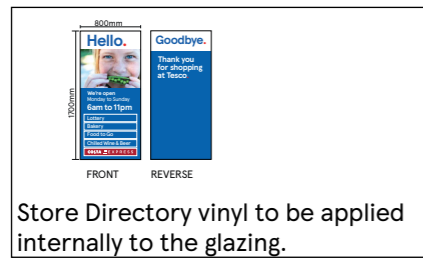 800mm
1700mm
Hello.
We're open
Monday to Sunday
6am to 11pm
Lottery
Bakery
Food to Go
Chilled Wine & Beer
COSTA EXPRESS
FRONT
Goodbye.
Thank you
for shopping
at Tesco
REVERSE
Store Directory vinyl to be applied
internally to the glazing.